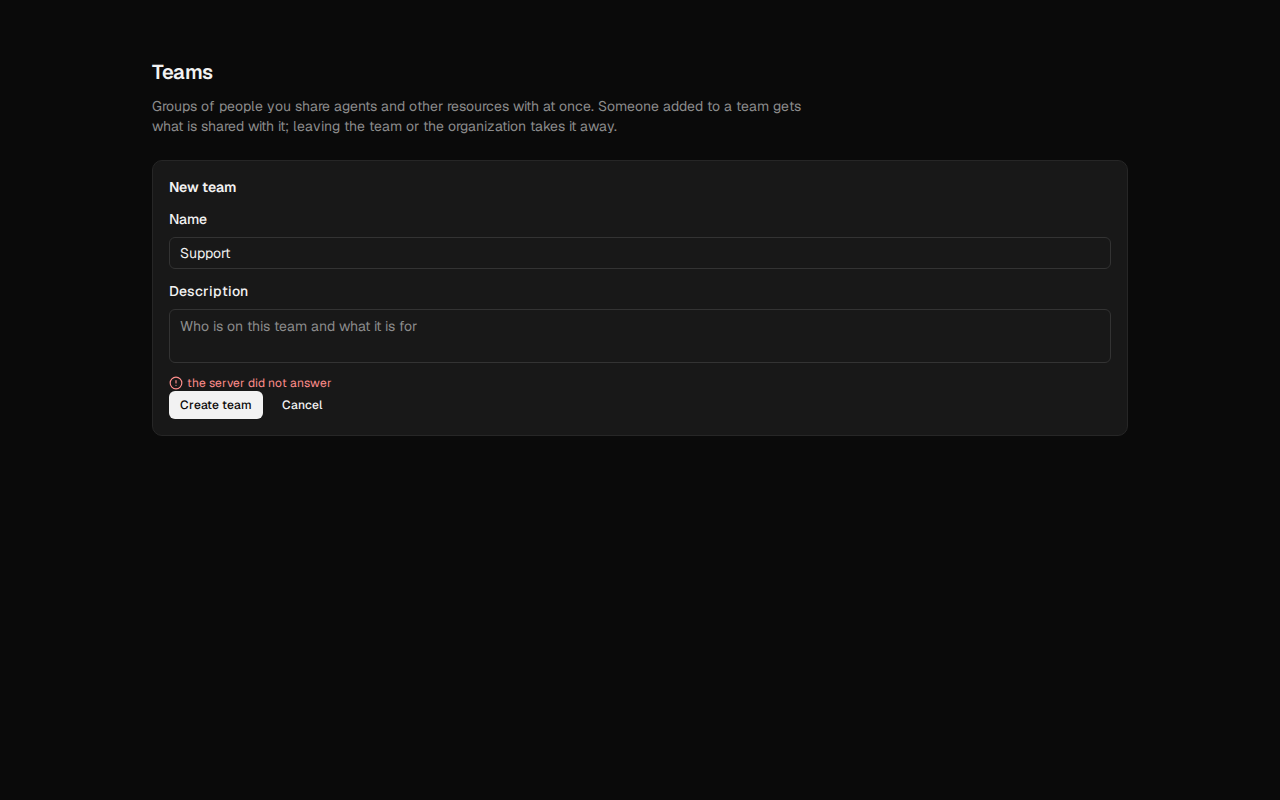 Teams
Groups of people you share agents and other resources with at once. Someone added to a team gets
what is shared with it; leaving the team or the organization takes it away.
New team
Name
Support
Description
Who is on this team and what it is for
the server did not answer
Create team
Cancel